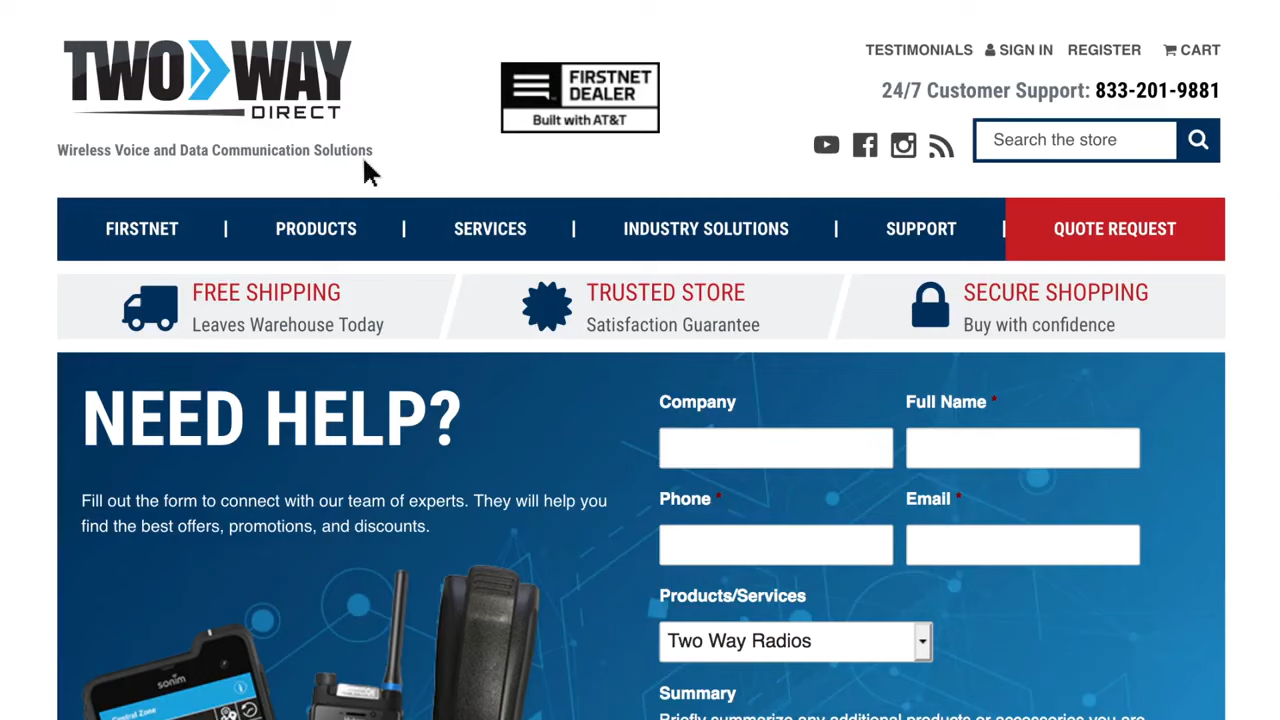 TWO WAY
DIRECT
Wireless Voice and Data Communication Solutions
FIRSTNET
DEALER
Built with AT&T
TESTIMONIALS SIGN IN REGISTER CART
24/7 Customer Support: 833-201-9881
Search the store
FIRSTNET | PRODUCTS | SERVICES | INDUSTRY SOLUTIONS | SUPPORT | QUOTE REQUEST
FREE SHIPPING
Leaves Warehouse Today
TRUSTED STORE
Satisfaction Guarantee
SECURE SHOPPING
Buy with confidence
NEED HELP?
Fill out the form to connect with our team of experts. They will help you
find the best offers, promotions, and discounts.
Company
Full Name *
Phone *
Email *
Products/Services
Two Way Radios
Summary
Briefly summarize any additional products or accessories you are
sonim
Control Zone